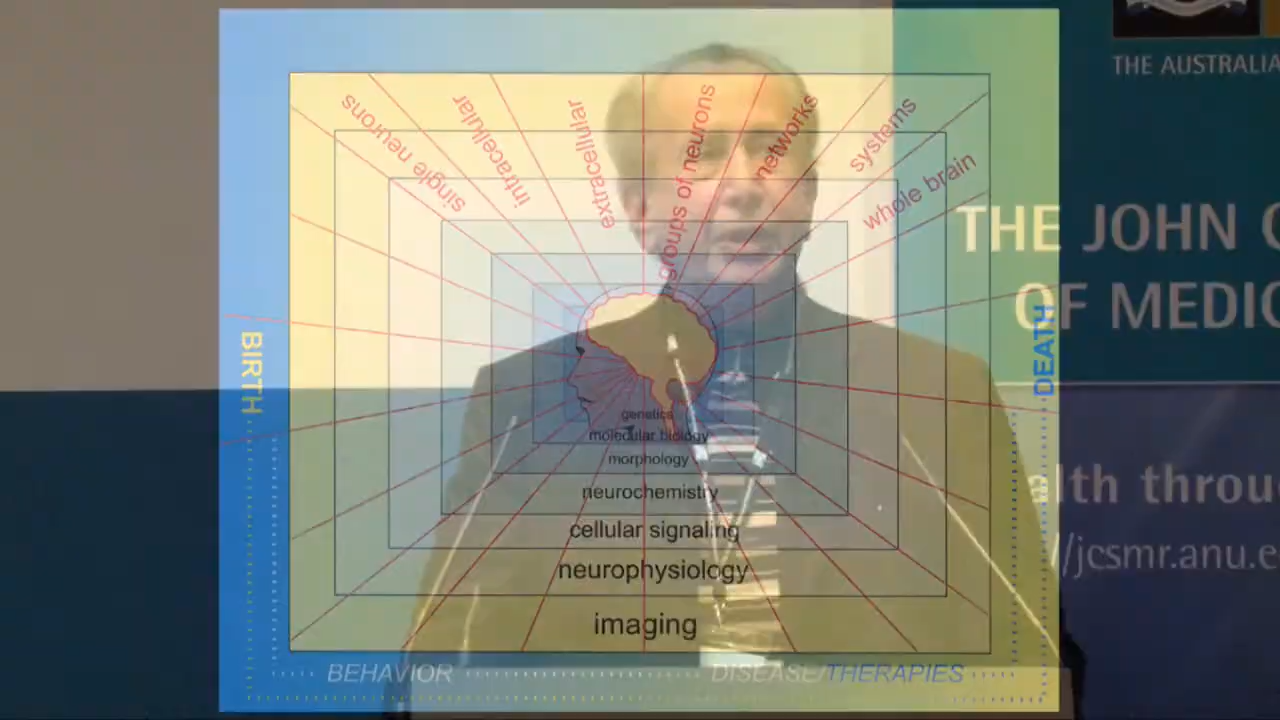 THE AUSTRALIA
THE JOHN C
OF MEDIC
alth throug
//jcsmr.anu.e
single neurons
intracellular
extracellular
groups of neurons
networks
systems
whole brain
BIRTH
DEATH
genetics
molecular biology
morphology
neurochemistry
cellular signaling
neurophysiology
imaging
BEHAVIOR
DISEASE/THERAPIES